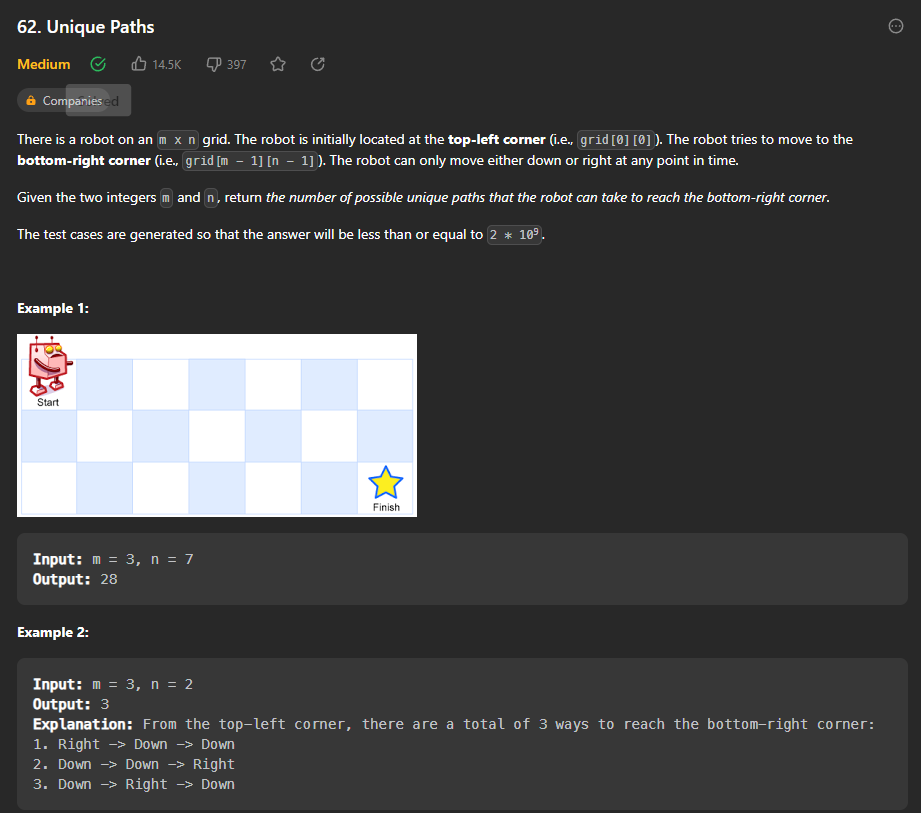 62. Unique Paths
Medium 14.5K 397
Companies
There is a robot on an m x n grid. The robot is initially located at the top-left corner (i.e., grid[0][0]). The robot tries to move to the
bottom-right corner (i.e., grid[m - 1][n - 1]). The robot can only move either down or right at any point in time.
Given the two integers m and n, return the number of possible unique paths that the robot can take to reach the bottom-right corner.
The test cases are generated so that the answer will be less than or equal to 2 * 10⁹.
Example 1:
Start
Finish
Input: m = 3, n = 7
Output: 28
Example 2:
Input: m = 3, n = 2
Output: 3
Explanation: From the top-left corner, there are a total of 3 ways to reach the bottom-right corner:
1. Right -> Down -> Down
2. Down -> Down -> Right
3. Down -> Right -> Down